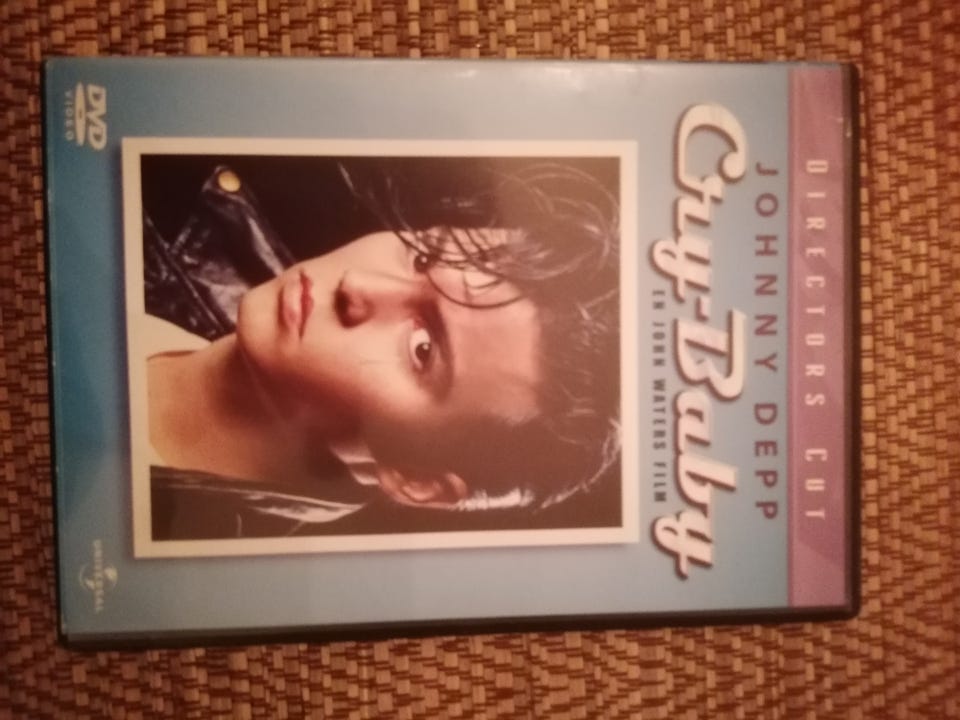 DIRECTORS CUT
JOHNNY DEPP
Cry-Baby
EN JOHN WATERS FILM
DVD
VIDEO
UNIVERSAL